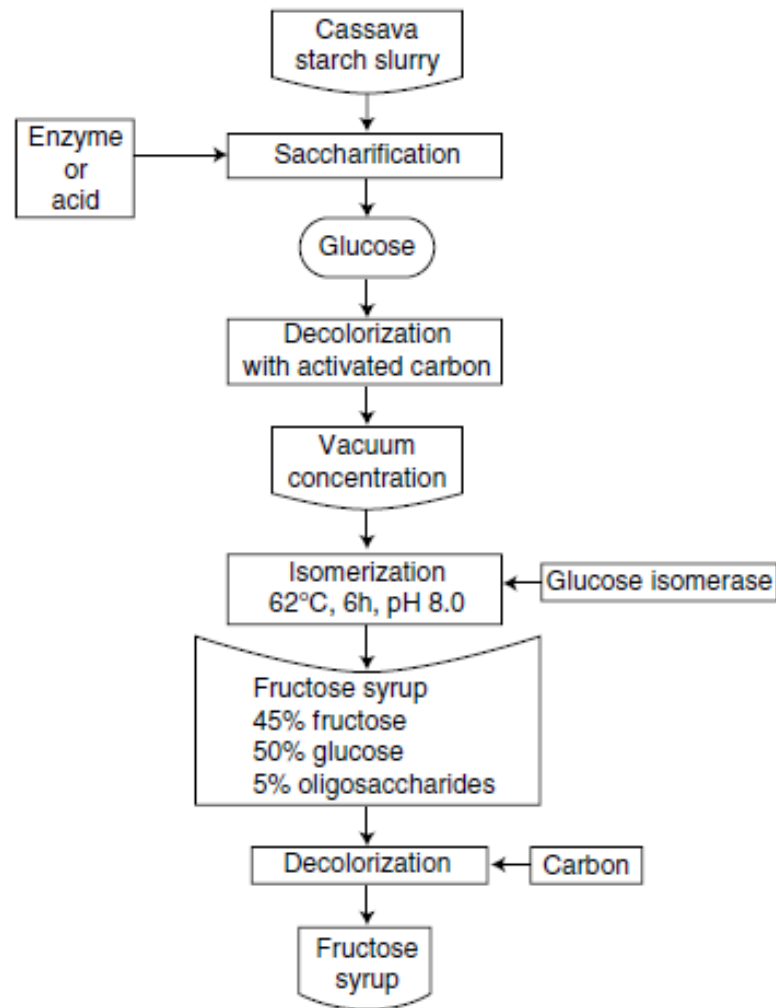 Cassava
starch slurry
Enzyme
or
acid
Saccharification
Glucose
Decolorization
with activated carbon
Vacuum
concentration
Isomerization
62°C, 6h, pH 8.0
Glucose isomerase
Fructose syrup
45% fructose
50% glucose
5% oligosaccharides
Decolorization
Carbon
Fructose
syrup